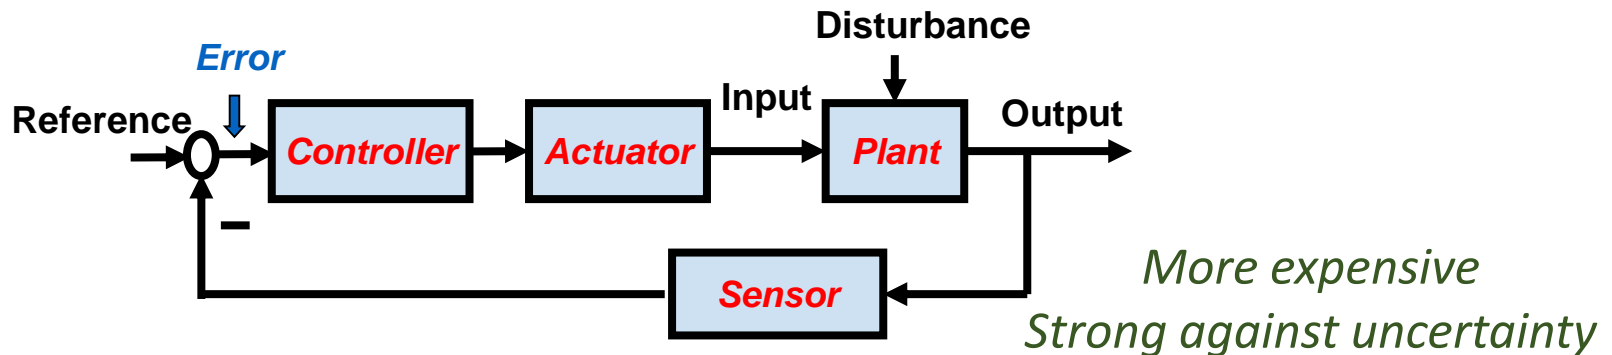 Disturbance
Error
Reference
Input
Output
Controller
Actuator
Plant
–
Sensor
More expensive
Strong against uncertainty